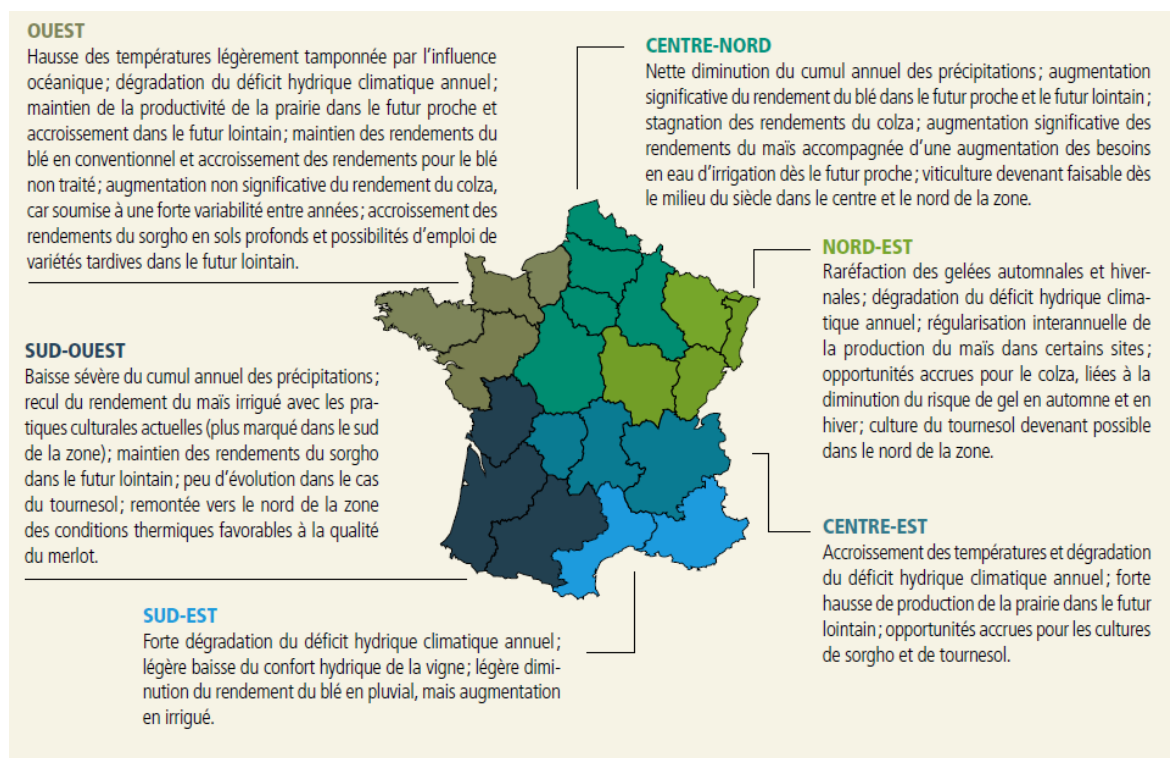 OUEST
Hausse des températures légèrement tamponnée par l'influence
océanique ; dégradation du déficit hydrique climatique annuel ;
maintien de la productivité de la prairie dans le futur proche et
accroissement dans le futur lointain ; maintien des rendements du
blé en conventionnel et accroissement des rendements pour le blé
non traité ; augmentation non significative du rendement du colza,
car soumise à une forte variabilité entre années ; accroissement des
rendements du sorgho en sols profonds et possibilités d'emploi de
variétés tardives dans le futur lointain.
CENTRE-NORD
Nette diminution du cumul annuel des précipitations ; augmentation
significative du rendement du blé dans le futur proche et le futur lointain ;
stagnation des rendements du colza ; augmentation significative des
rendements du maïs accompagnée d'une augmentation des besoins
en eau d'irrigation dès le futur proche ; viticulture devenant faisable dès
le milieu du siècle dans le centre et le nord de la zone.
NORD-EST
Raréfaction des gelées automnales et hiver-
nales ; dégradation du déficit hydrique clima-
tique annuel ; régularisation interannuelle de
la production du maïs dans certains sites ;
opportunités accrues pour le colza, liées à la
diminution du risque de gel en automne et en
hiver ; culture du tournesol devenant possible
dans le nord de la zone.
SUD-OUEST
Baisse sévère du cumul annuel des précipitations ;
recul du rendement du maïs irrigué avec les pra-
tiques culturales actuelles (plus marqué dans le sud
de la zone) ; maintien des rendements du sorgho
dans le futur lointain ; peu d'évolution dans le cas
du tournesol ; remontée vers le nord de la zone
des conditions thermiques favorables à la qualité
du merlot.
CENTRE-EST
Accroissement des températures et dégradation
du déficit hydrique climatique annuel ; forte
hausse de production de la prairie dans le futur
lointain ; opportunités accrues pour les cultures
de sorgho et de tournesol.
SUD-EST
Forte dégradation du déficit hydrique climatique annuel ;
légère baisse du confort hydrique de la vigne ; légère dimi-
nution du rendement du blé en pluvial, mais augmentation
en irrigué.